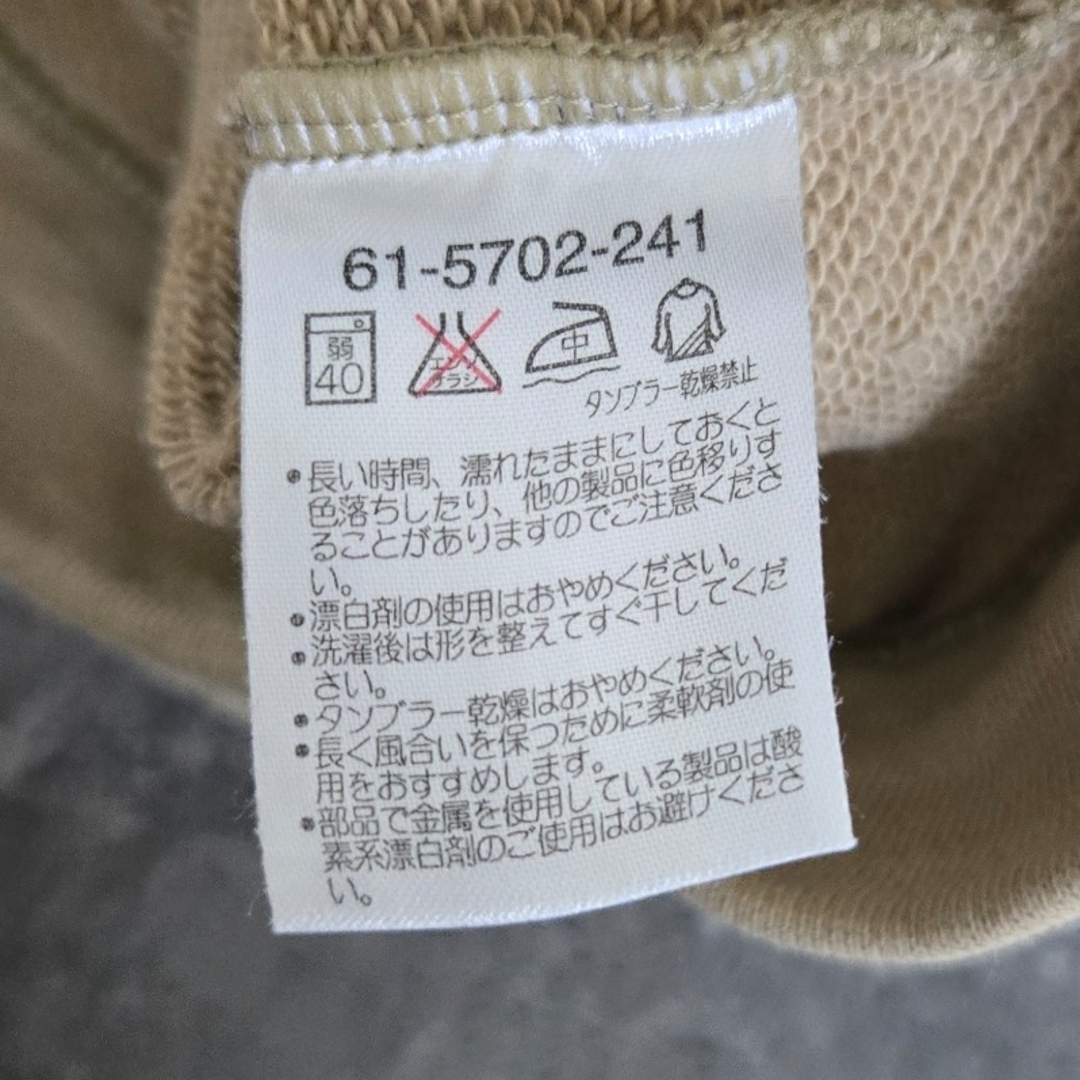 61-5702-241
弱
40
エンソ
サラシ
中
タンブラー乾燥禁止
・長い時間、濡れたままにしておくと
色落ちしたり、他の製品に色移りす
ることがありますのでご注意くださ
い。
・漂白剤の使用はおやめください。
・洗濯後は形を整えてすぐ干してくだ
さい。
・タンブラー乾燥はおやめください。
・長く風合いを保つために柔軟剤の使
用をおすすめします。
・部品で金属を使用している製品は酸
素系漂白剤のご使用はお避けくださ
い。